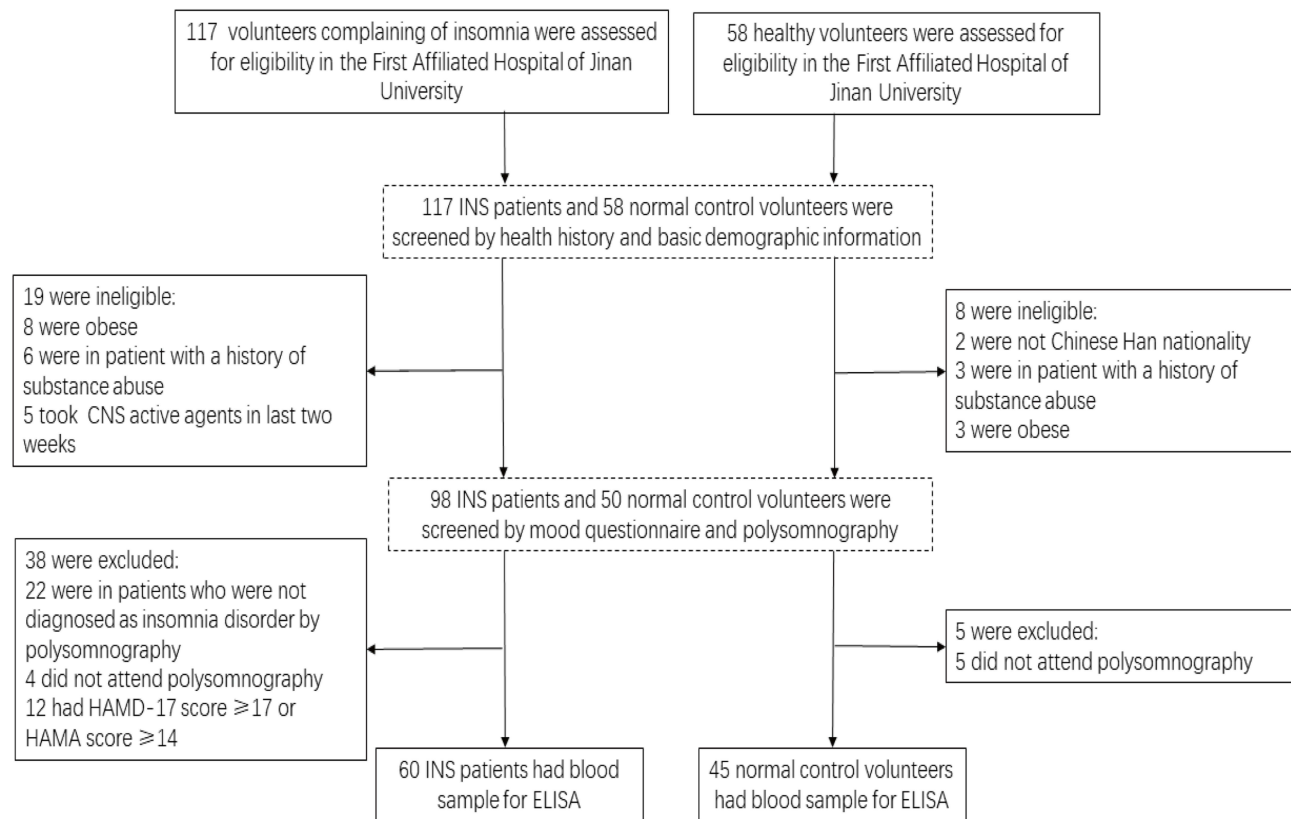 117 volunteers complaining of insomnia were assessed
for eligibility in the First Affiliated Hospital of Jinan
University
58 healthy volunteers were assessed for
eligibility in the First Affiliated Hospital of
Jinan University
117 INS patients and 58 normal control volunteers were
screened by health history and basic demographic information
19 were ineligible:
8 were obese
6 were in patient with a history of
substance abuse
5 took CNS active agents in last two
weeks
8 were ineligible:
2 were not Chinese Han nationality
3 were in patient with a history of
substance abuse
3 were obese
98 INS patients and 50 normal control volunteers were
screened by mood questionnaire and polysomnography
38 were excluded:
22 were in patients who were not
diagnosed as insomnia disorder by
polysomnography
4 did not attend polysomnography
12 had HAMD-17 score ⩾17 or
HAMA score ⩾14
5 were excluded:
5 did not attend polysomnography
60 INS patients had blood
sample for ELISA
45 normal control volunteers
had blood sample for ELISA